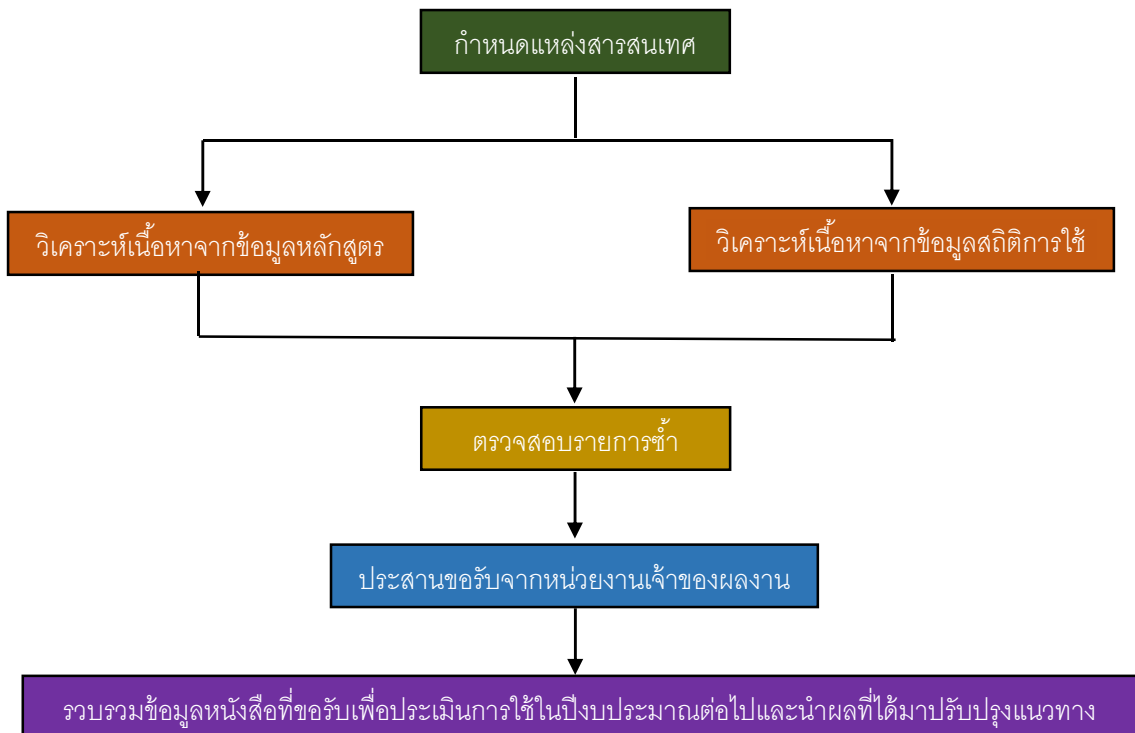 กำหนดแหล่งสารสนเทศ
วิเคราะห์เนื้อหาจากข้อมูลหลักสูตร
วิเคราะห์เนื้อหาจากข้อมูลสถิติการใช้
ตรวจสอบรายการซ้ำ
ประสานขอรับจากหน่วยงานเจ้าของผลงาน
รวบรวมข้อมูลหนังสือที่ขอรับเพื่อประเมินการใช้ในปีงบประมาณต่อไปและนำผลที่ได้มาปรับปรุงแนวทาง